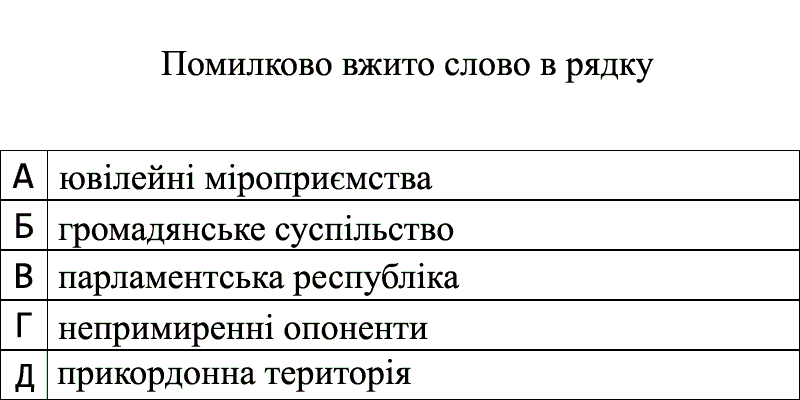 Помилково вжито слово в рядку
А ювілейні міроприємства
Б громадянське суспільство
В парламентська республіка
Г непримиренні опоненти
Д прикордонна територія